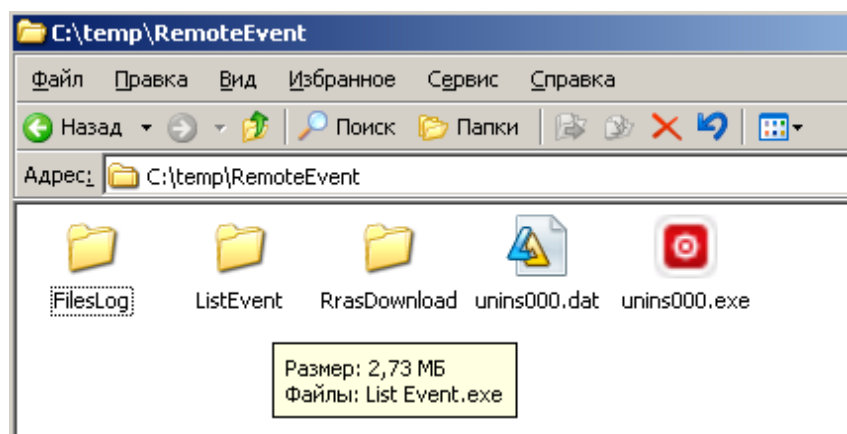 C:\temp\RemoteEvent
Файл Правка Вид Избранное Сервис Справка
Назад Поиск Папки
Адрес: C:\temp\RemoteEvent
FilesLog ListEvent RrasDownload unins000.dat unins000.exe
Размер: 2,73 МБ
Файлы: List Event.exe